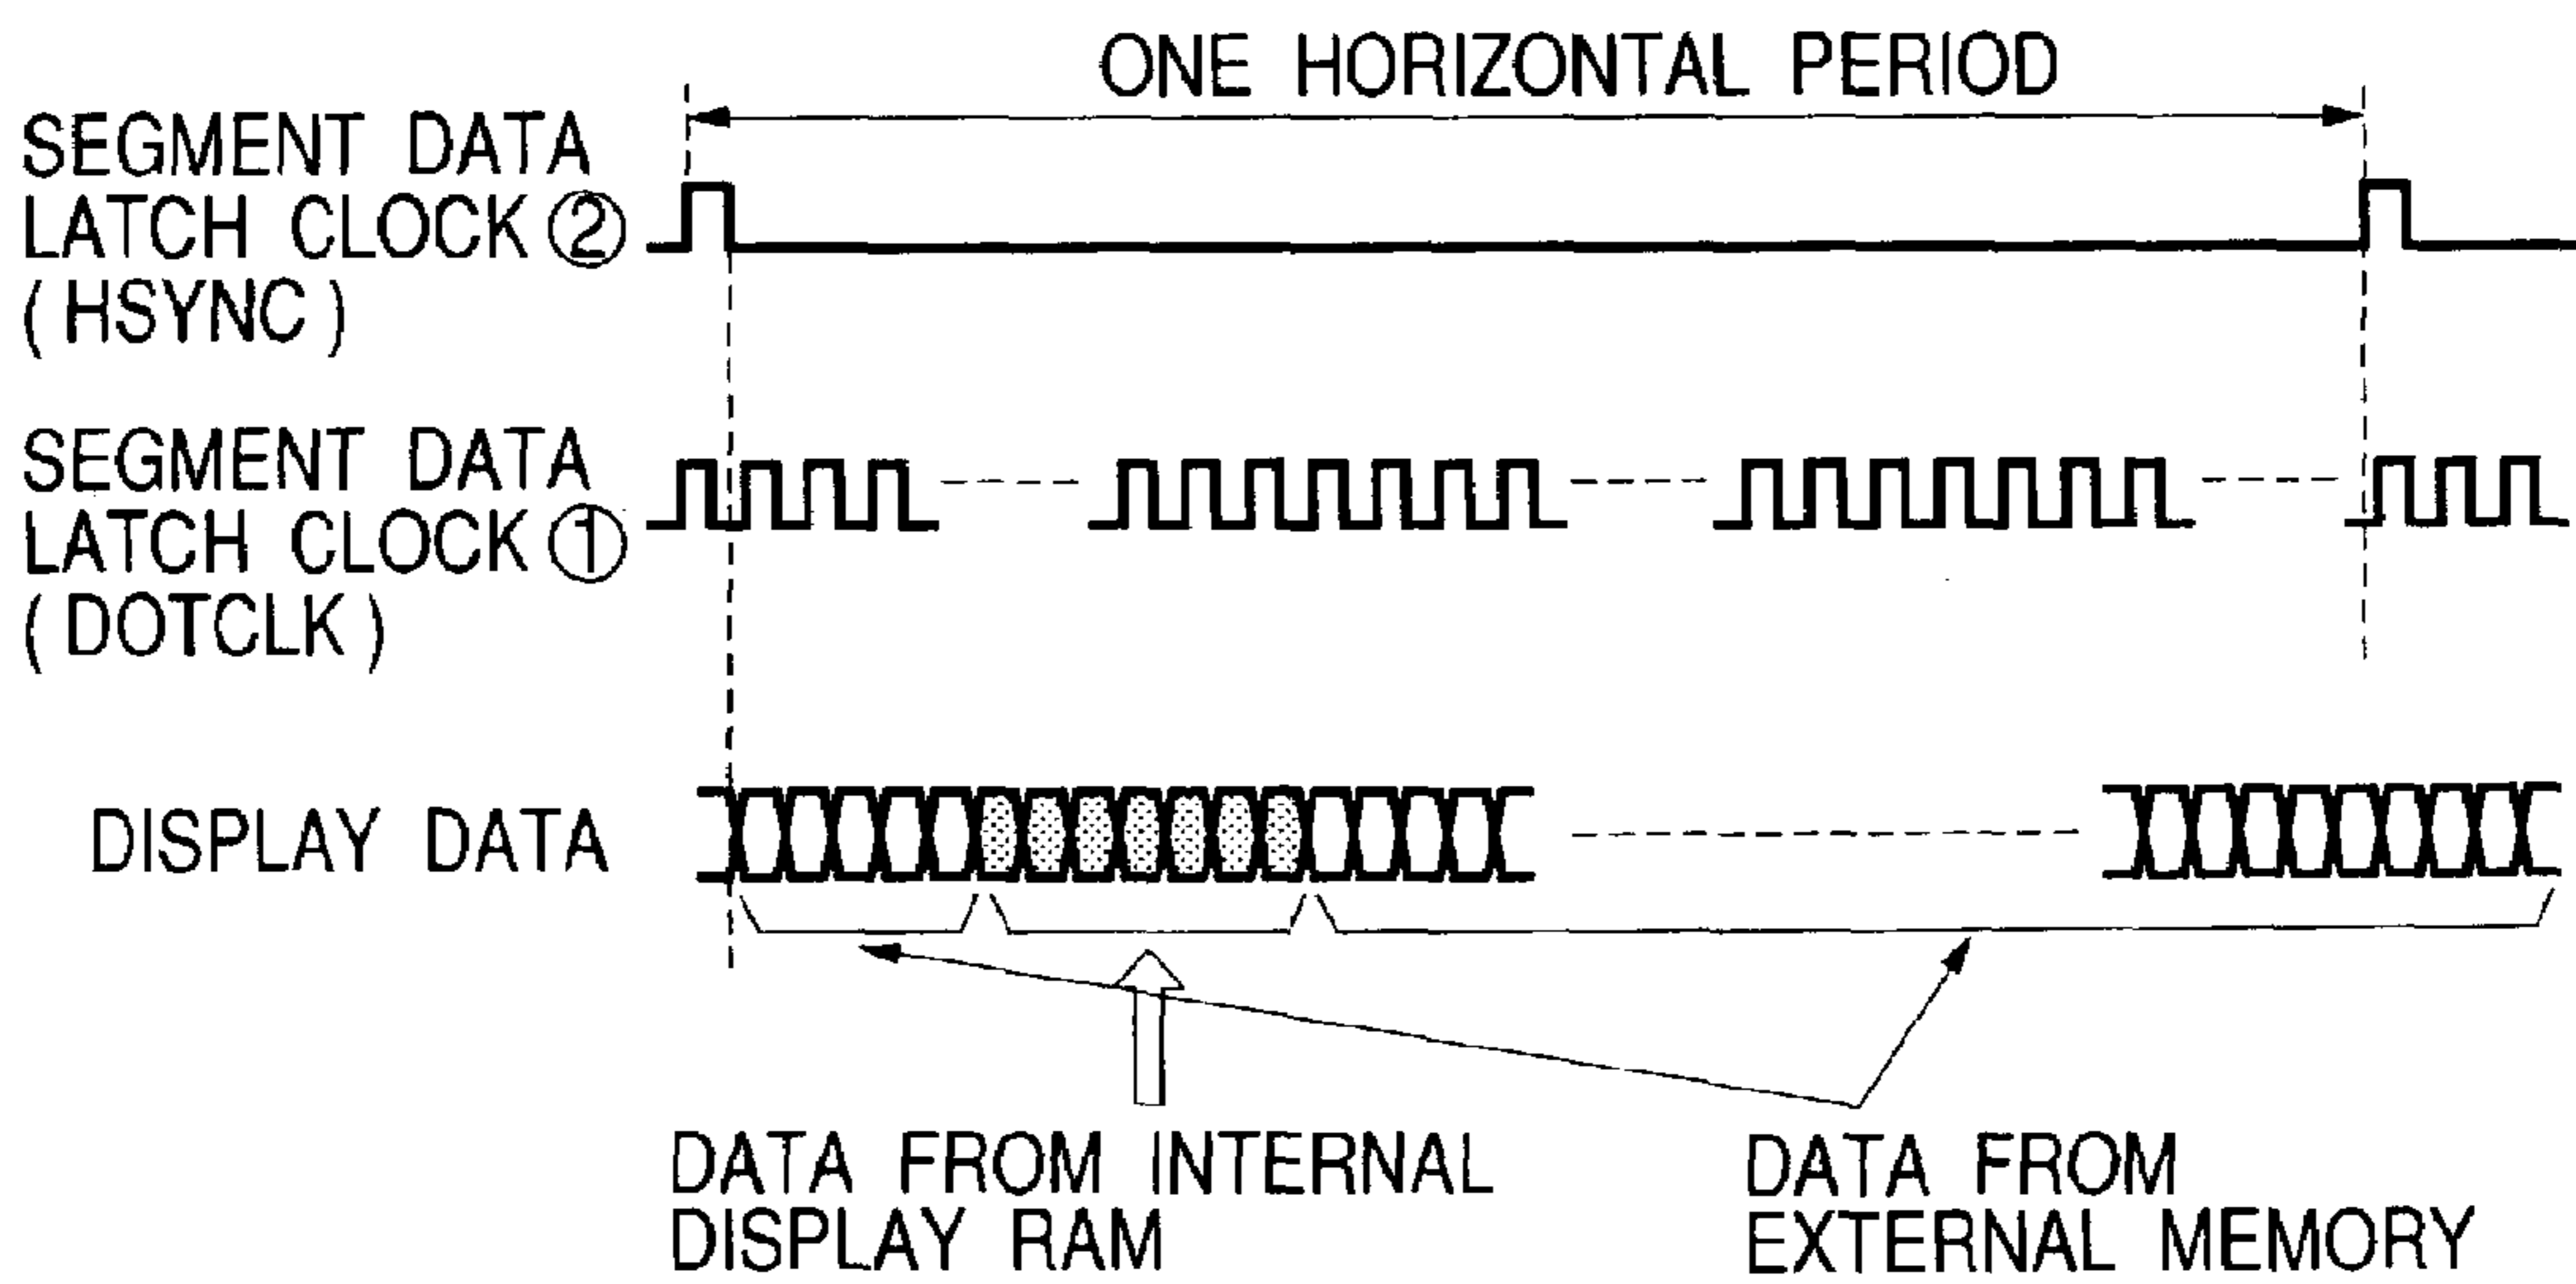 ONE HORIZONTAL PERIOD
SEGMENT DATA
LATCH CLOCK ②
(HSYNC)
SEGMENT DATA
LATCH CLOCK ①
(DOTCLK)
DISPLAY DATA
DATA FROM INTERNAL
DISPLAY RAM
DATA FROM
EXTERNAL MEMORY